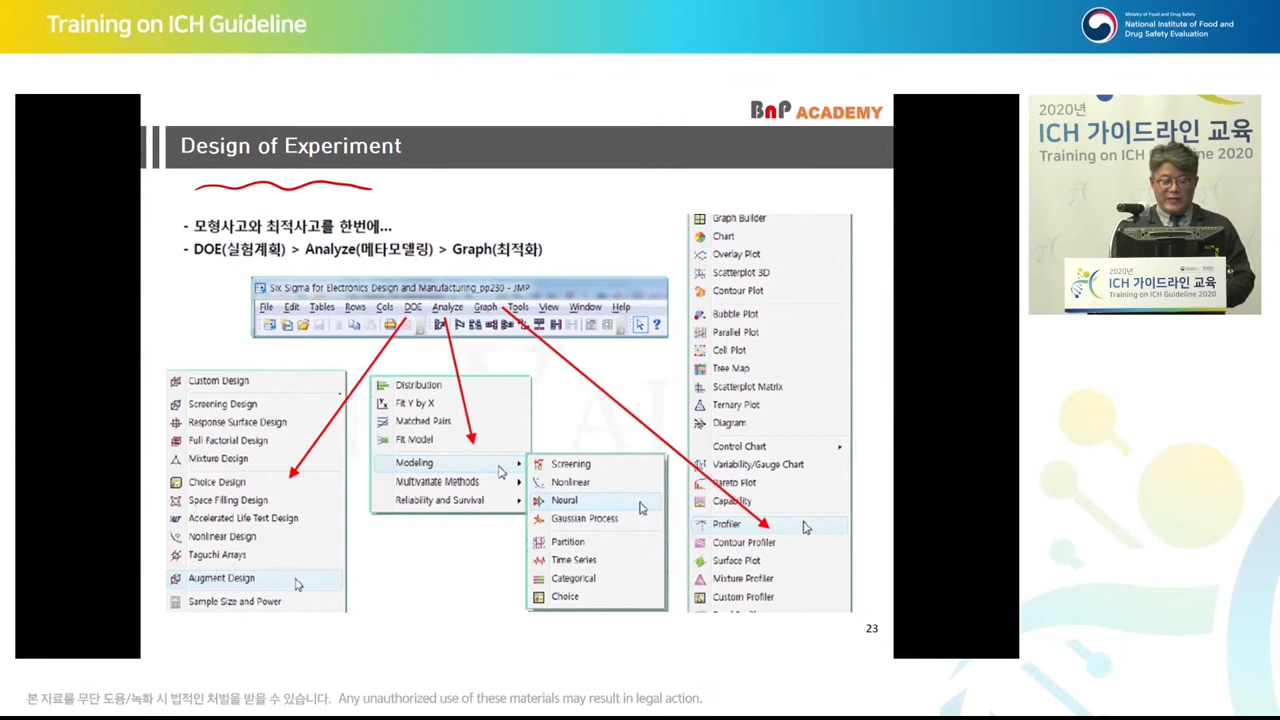 Training on ICH Guideline
Ministry of Food and Drug Safety
National Institute of Food and
Drug Safety Evaluation
BnP ACADEMY
Design of Experiment
- 모형사고와 최적사고를 한번에...
- DOE(실험계획) > Analyze(메타모델링) > Graph(최적화)
Six Sigma for Electronics Design and Manufacturing_pp230 - JMP
File Edit Tables Rows Cols DOE Analyze Graph Tools View Window Help
Custom Design
Screening Design
Response Surface Design
Full Factorial Design
Mixture Design
Choice Design
Space Filling Design
Accelerated Life Test Design
Nonlinear Design
Taguchi Arrays
Augment Design
Sample Size and Power
Distribution
Fit Y by X
Matched Pairs
Fit Model
Modeling
Multivariate Methods
Reliability and Survival
Screening
Nonlinear
Neural
Gaussian Process
Partition
Time Series
Categorical
Choice
Graph Builder
Chart
Overlay Plot
Scatterplot 3D
Contour Plot
Bubble Plot
Parallel Plot
Cell Plot
Tree Map
Scatterplot Matrix
Ternary Plot
Diagram
Control Chart
Variability/Gauge Chart
Pareto Plot
Capability
Profiler
Contour Profiler
Surface Plot
Mixture Profiler
Custom Profiler
23
2020년
ICH 가이드라인 교육
Training on ICH Guideline 2020
2020년
ICH 가이드라인 교육
Training on ICH Guideline 2020
본 자료를 무단 도용/녹화 시 법적인 처벌을 받을 수 있습니다. Any unauthorized use of these materials may result in legal action.